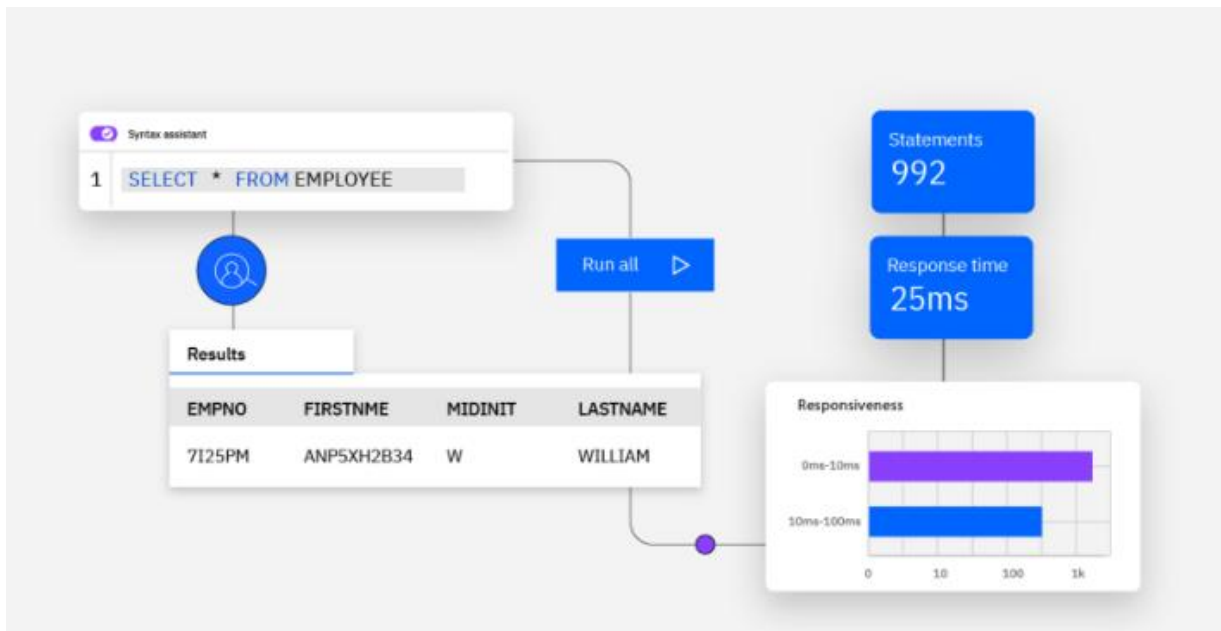 Syntax assistant
1 SELECT * FROM EMPLOYEE
Run all
Results
EMPNO FIRSTNME MIDINIT LASTNAME
7I25PM ANP5XH2B34 W WILLIAM
Statements
992
Response time
25ms
Responsiveness
0ms-10ms
10ms-100ms
0 10 100 1k